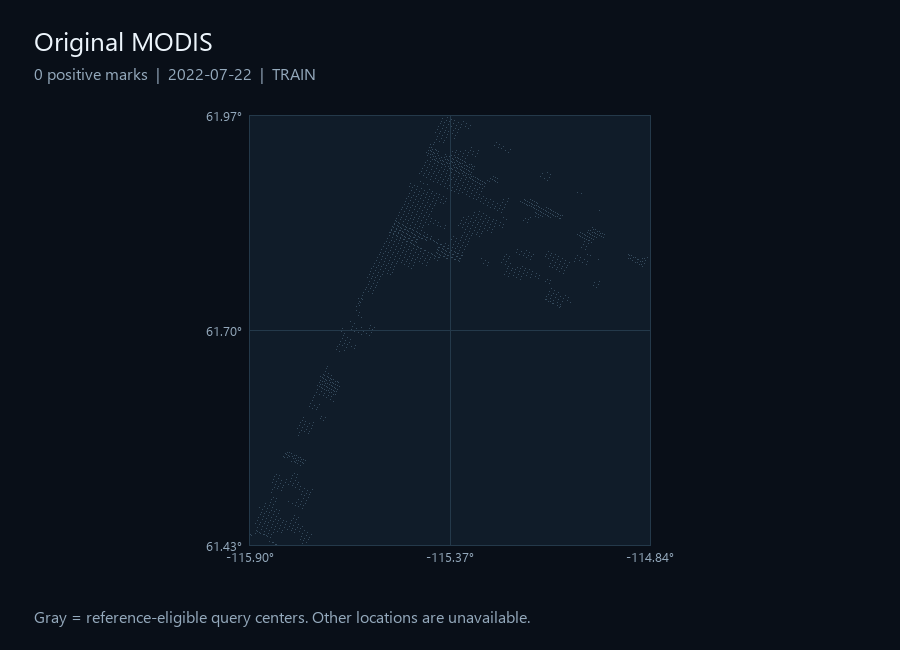 Original MODIS
0 positive marks | 2022-07-22 | TRAIN
61.97°
61.70°
61.43°
-115.90°
-115.37°
-114.84°
Gray = reference-eligible query centers. Other locations are unavailable.